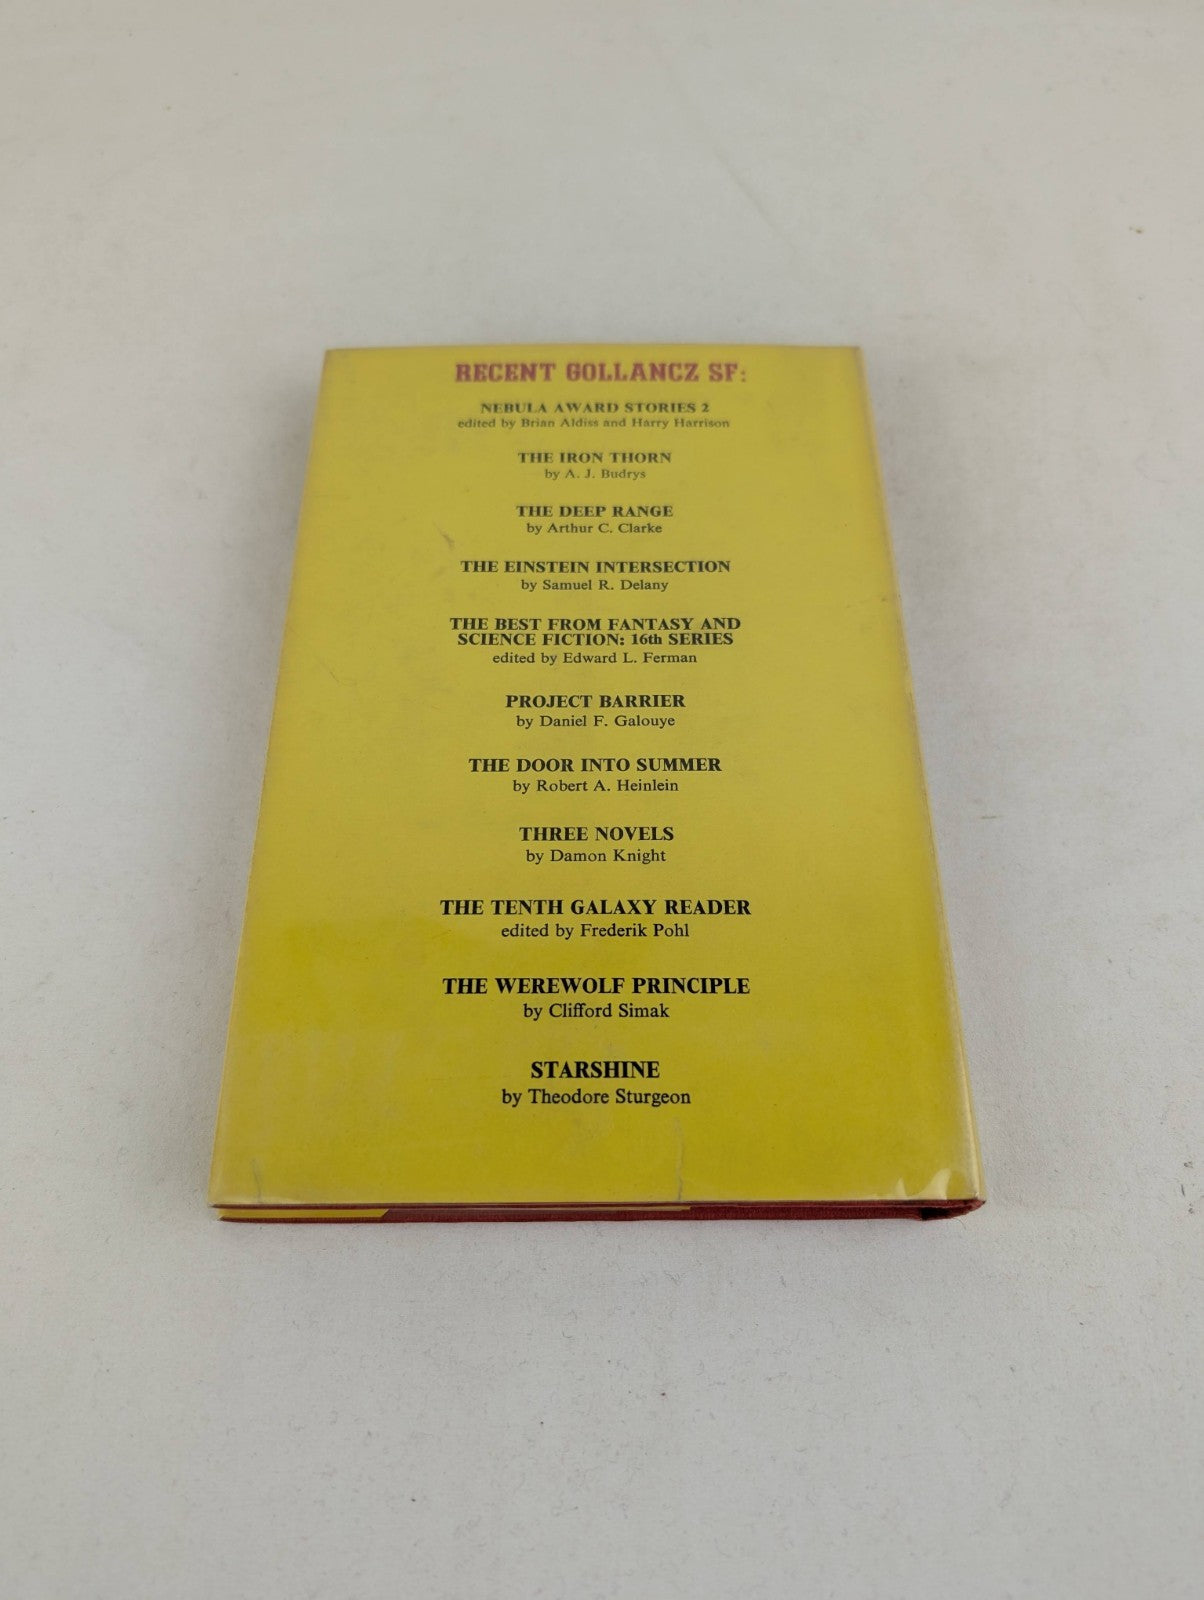 RECENT GOLLANCZ SF:
NEBULA AWARD STORIES 2
edited by Brian Aldiss and Harry Harrison
THE IRON THORN
by A. J. Budrys
THE DEEP RANGE
by Arthur C. Clarke
THE EINSTEIN INTERSECTION
by Samuel R. Delany
THE BEST FROM FANTASY AND
SCIENCE FICTION: 16th SERIES
edited by Edward L. Ferman
PROJECT BARRIER
by Daniel F. Galouye
THE DOOR INTO SUMMER
by Robert A. Heinlein
THREE NOVELS
by Damon Knight
THE TENTH GALAXY READER
edited by Frederik Pohl
THE WEREWOLF PRINCIPLE
by Clifford Simak
STARSHINE
by Theodore Sturgeon